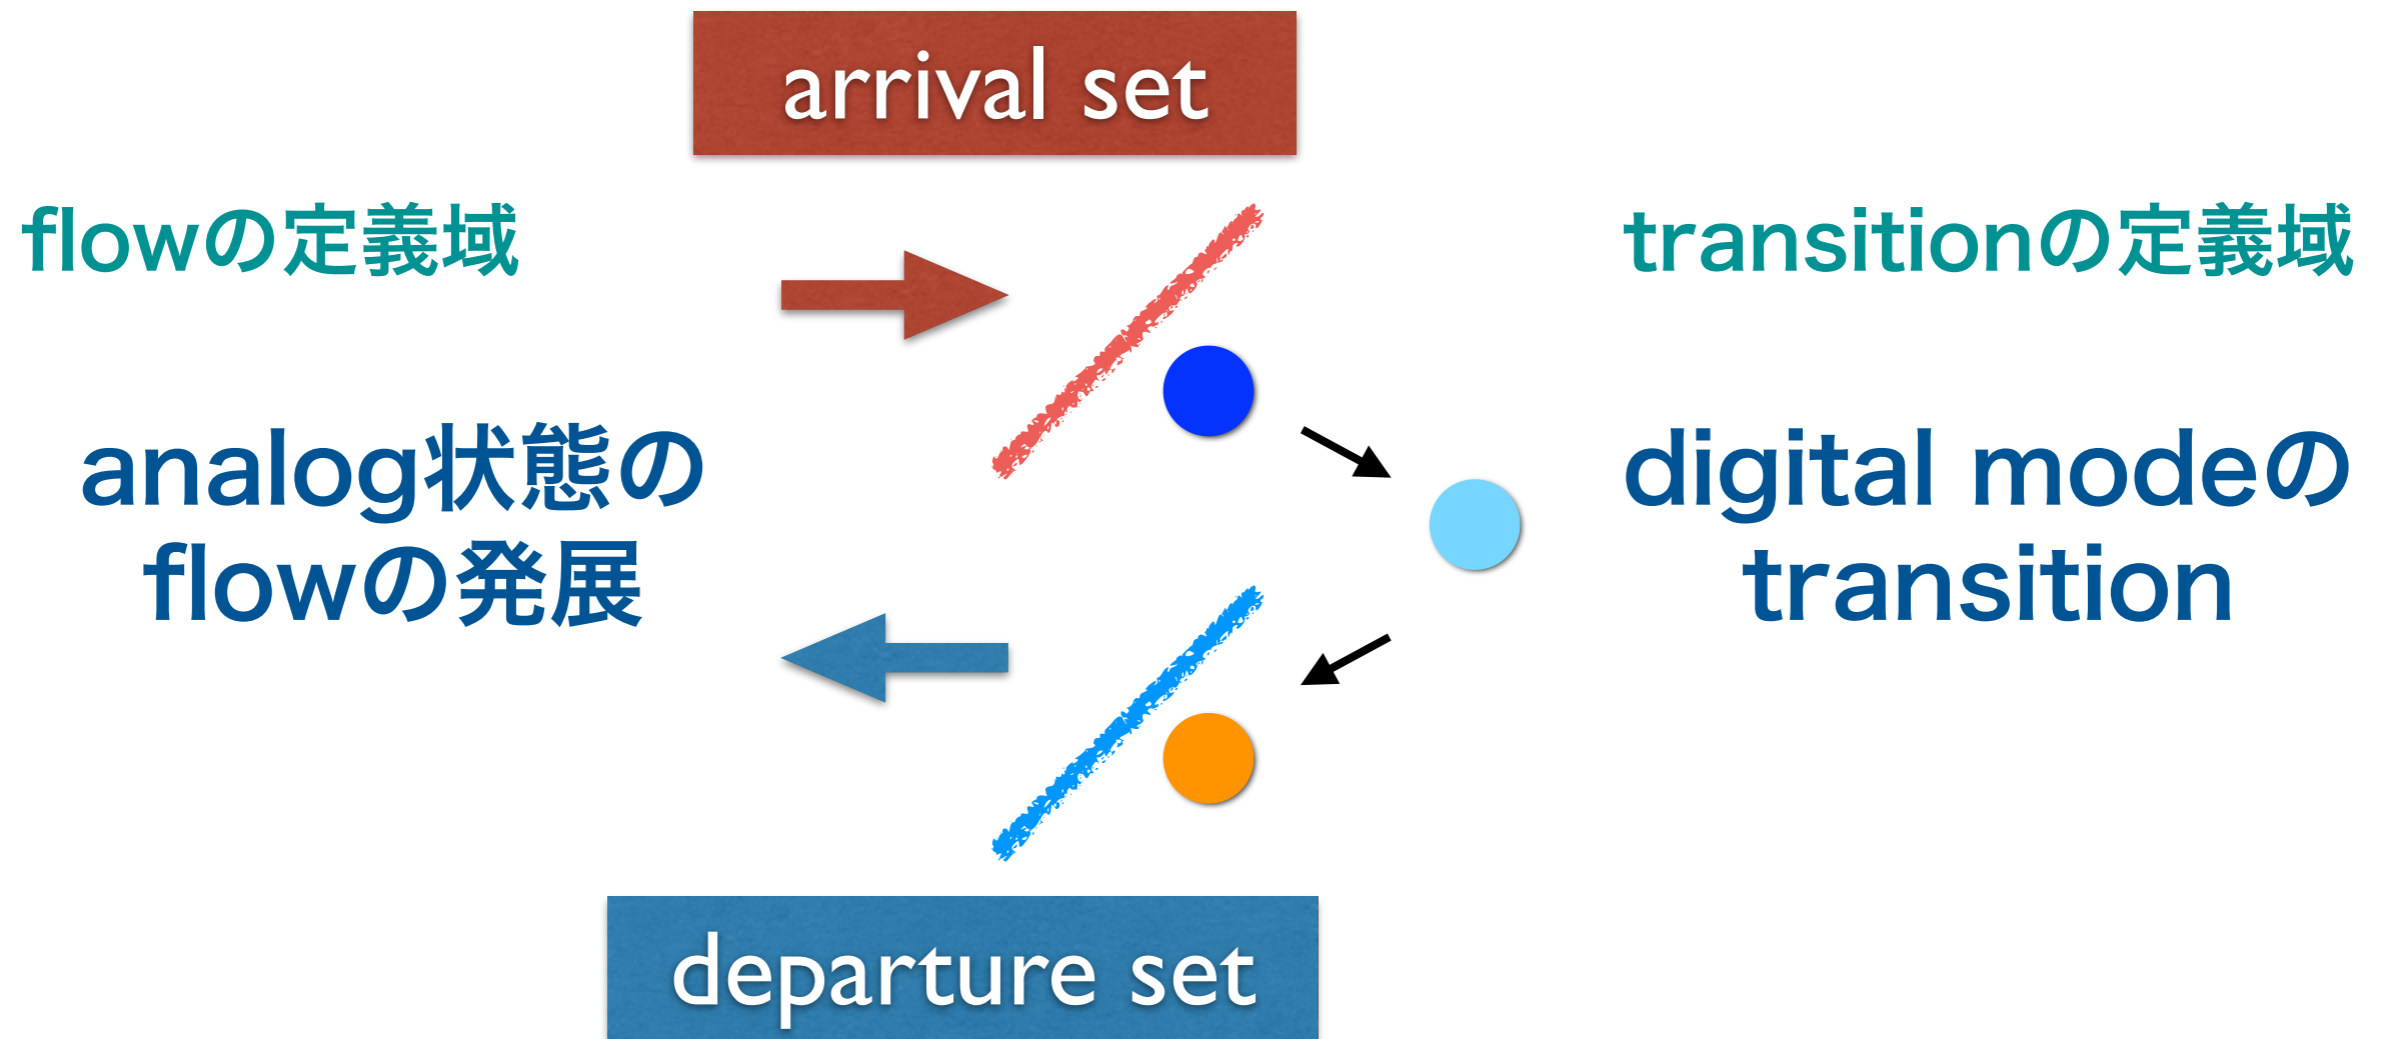 arrival set
flowの定義域
transitionの定義域
analog状態の
flowの発展
digital modeの
transition
departure set